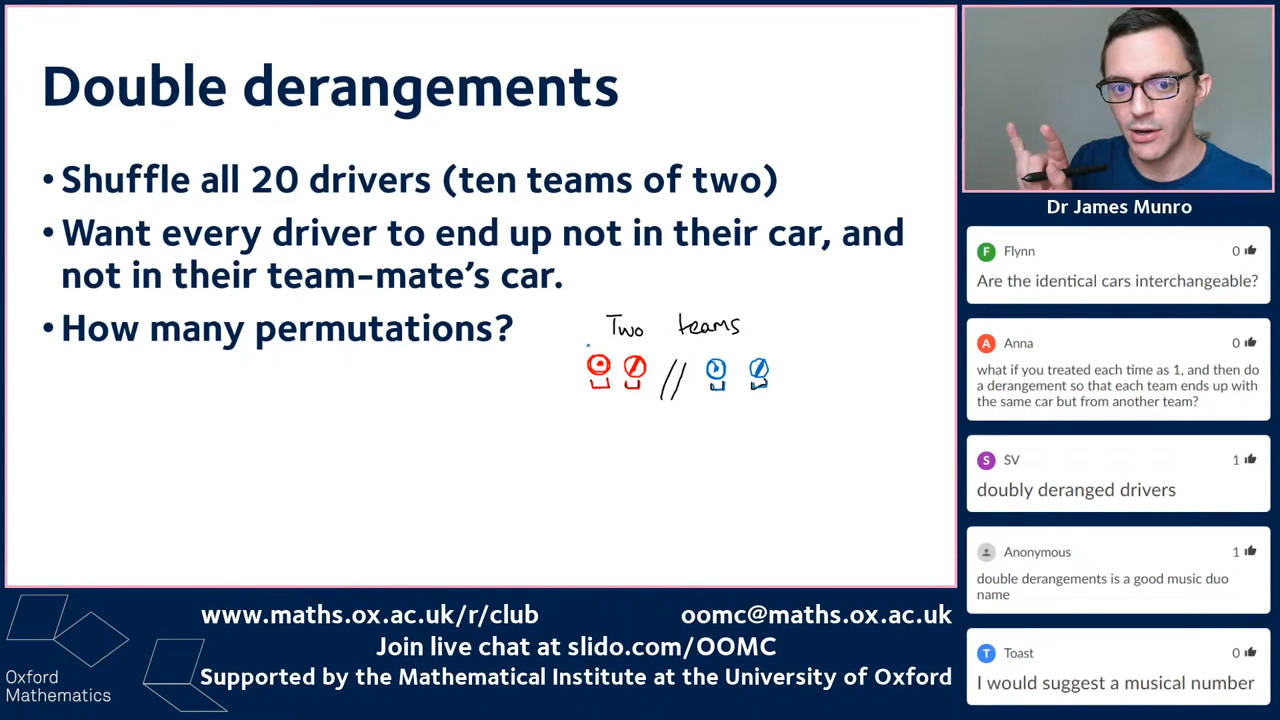 Double derangements
• Shuffle all 20 drivers (ten teams of two)
• Want every driver to end up not in their car, and
not in their team-mate’s car.
• How many permutations?
Two teams
Dr James Munro
F Flynn 0
Are the identical cars interchangeable?
A Anna 0
what if you treated each time as 1, and then do
a derangement so that each team ends up with
the same car but from another team?
S SV 1
doubly deranged drivers
Anonymous 1
double derangements is a good music duo
name
T Toast 0
I would suggest a musical number
www.maths.ox.ac.uk/r/club oomc@maths.ox.ac.uk
Join live chat at slido.com/OOMC
Supported by the Mathematical Institute at the University of Oxford
Oxford
Mathematics